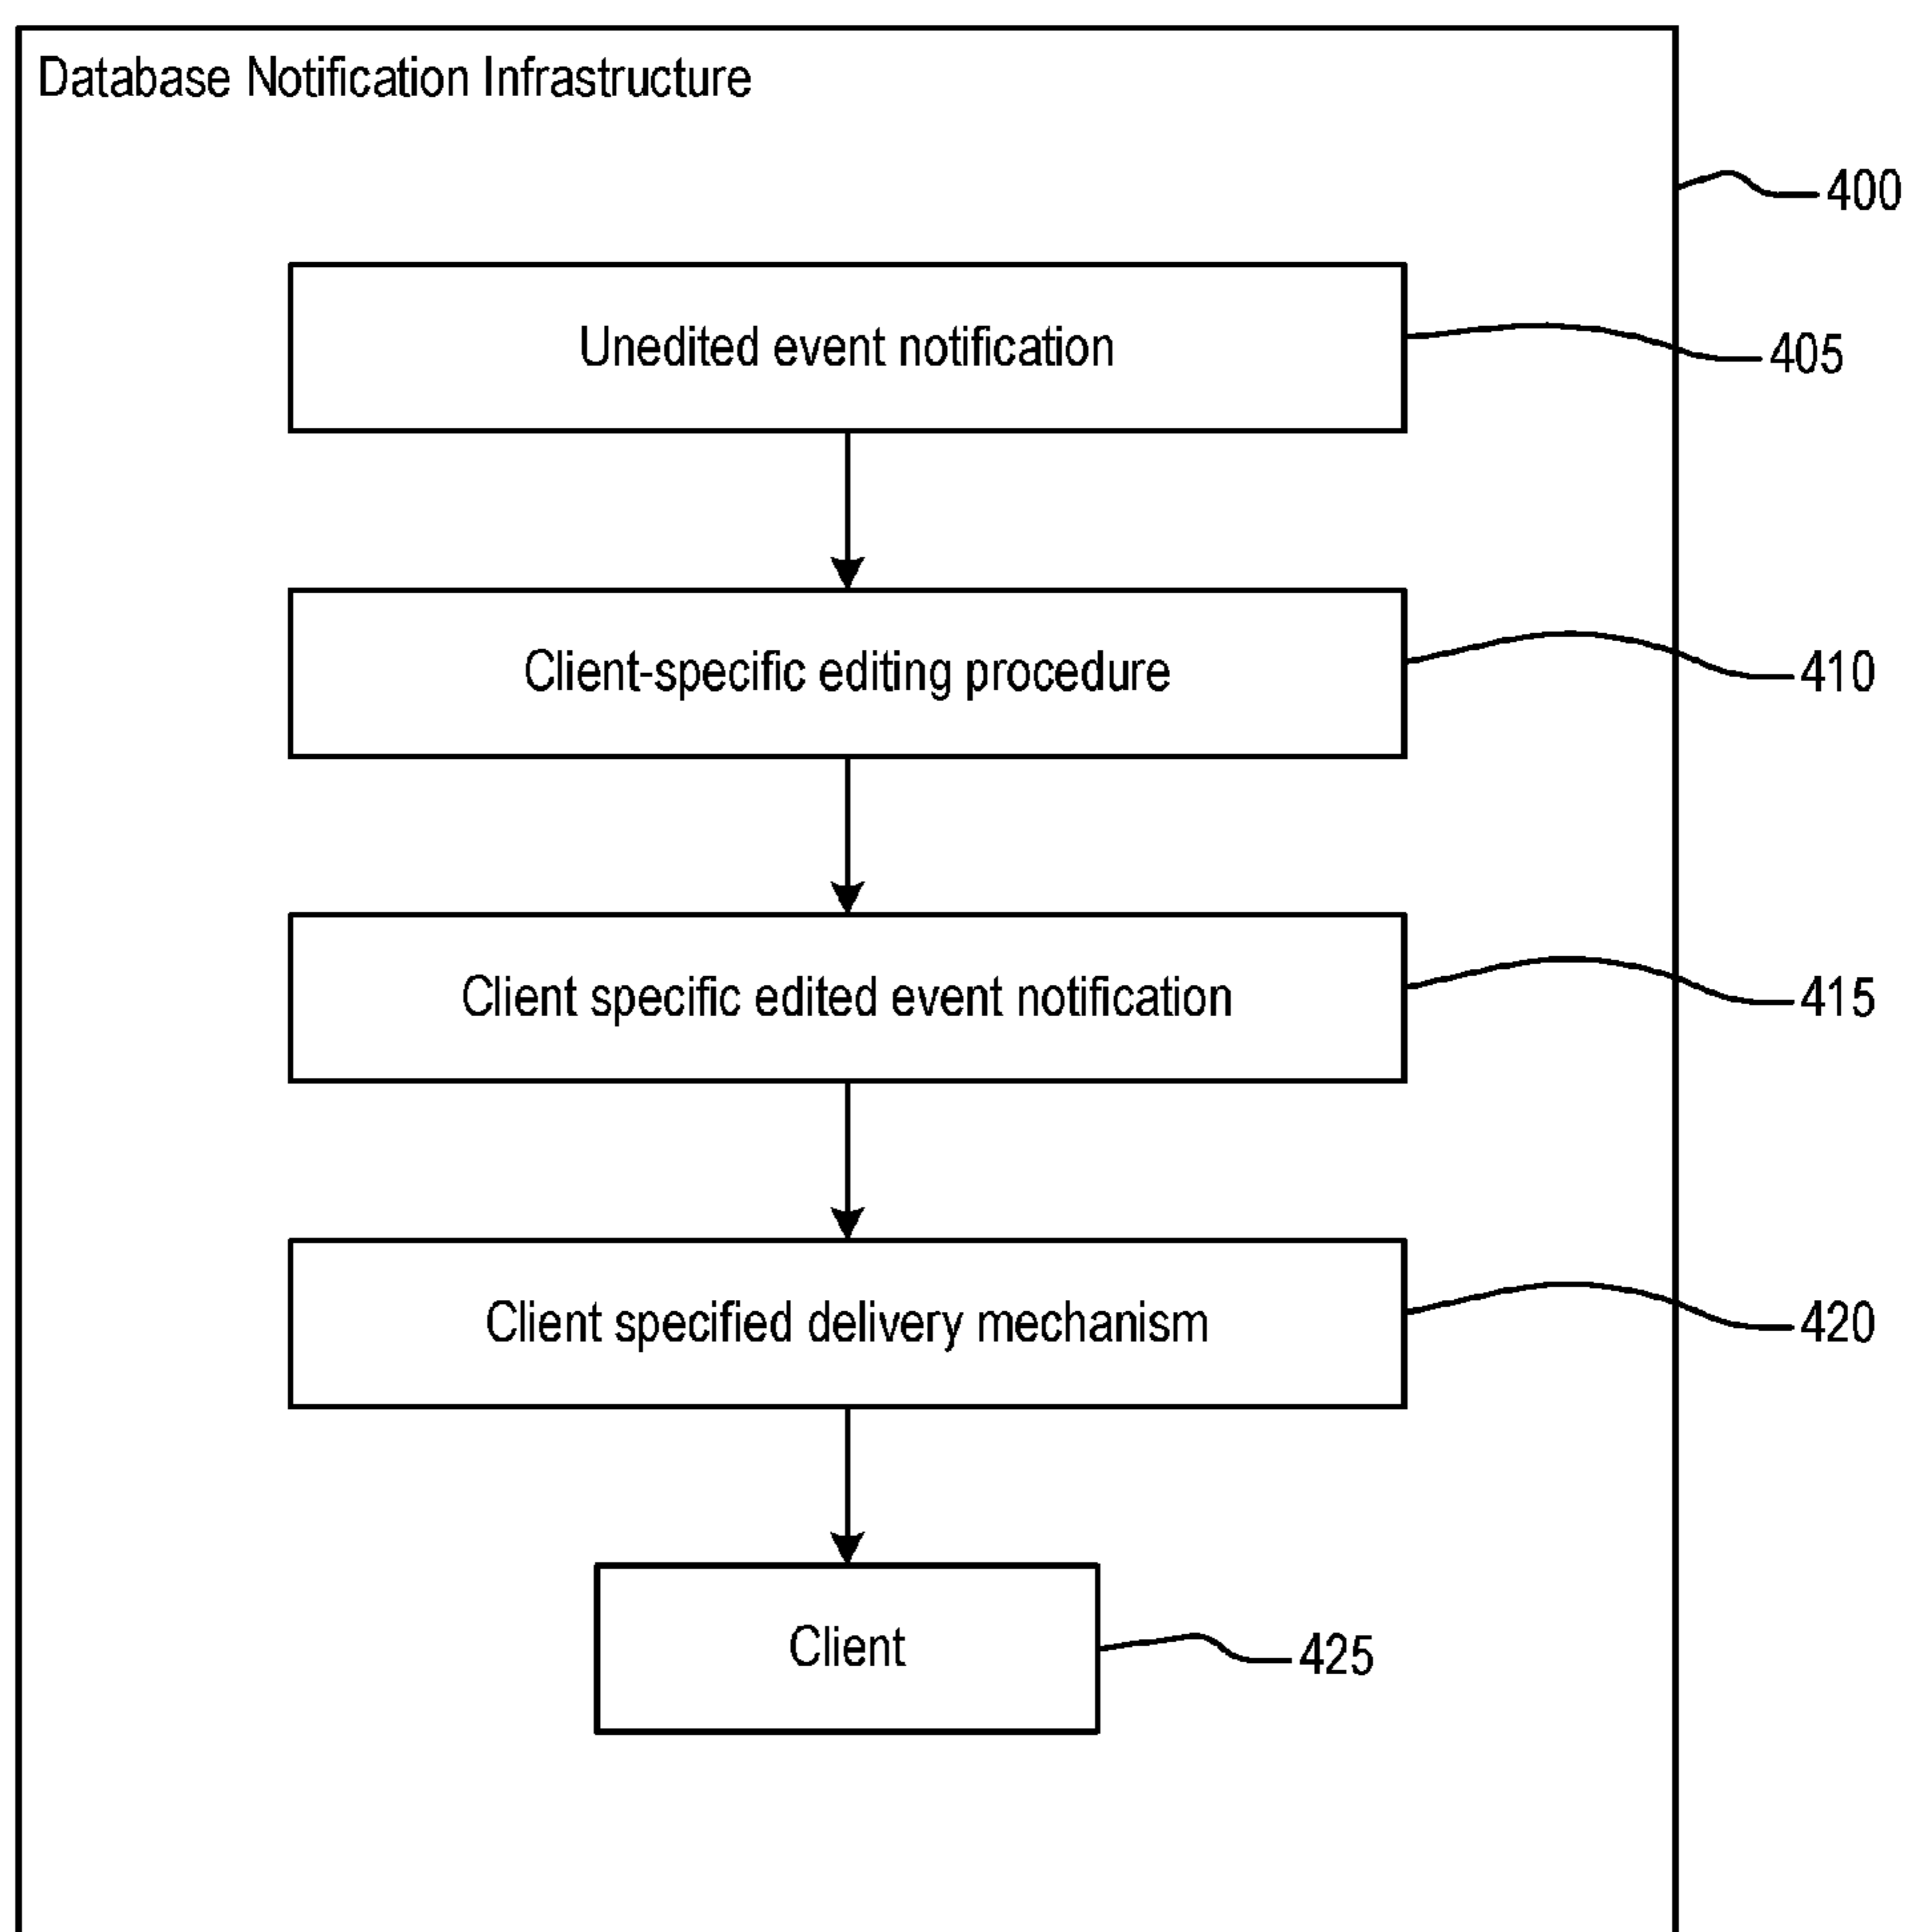 Database Notification Infrastructure
400
Unedited event notification
405
Client-specific editing procedure
410
Client specific edited event notification
415
Client specified delivery mechanism
420
Client
425